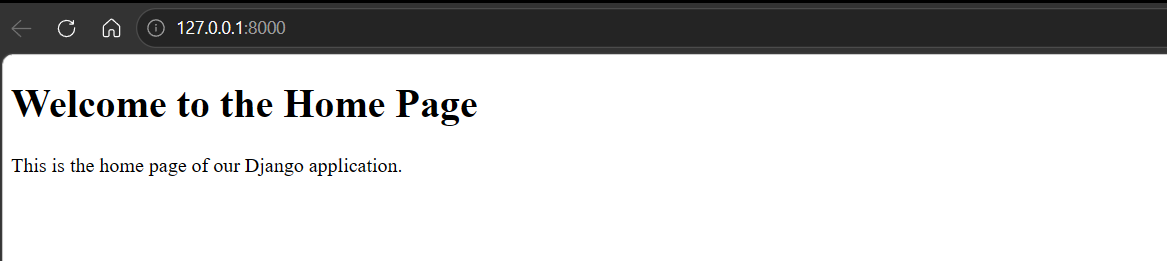 127.0.0.1:8000
Welcome to the Home Page
This is the home page of our Django application.